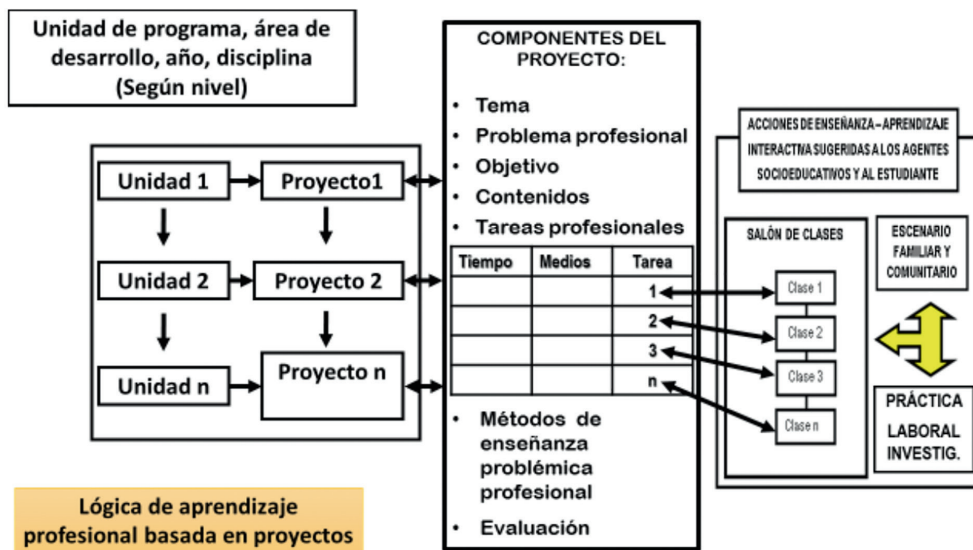 Unidad de programa, área de
desarrollo, año, disciplina
(Según nivel)
Unidad 1
Proyecto1
Unidad 2
Proyecto 2
Unidad n
Proyecto n
Lógica de aprendizaje
profesional basada en proyectos
COMPONENTES DEL
PROYECTO:
• Tema
• Problema profesional
• Objetivo
• Contenidos
• Tareas profesionales
Tiempo Medios Tarea
1
2
3
n
• Métodos de
enseñanza
problémica
profesional
• Evaluación
ACCIONES DE ENSEÑANZA – APRENDIZAJE
INTERACTIVA SUGERIDAS A LOS AGENTES
SOCIOEDUCATIVOS Y AL ESTUDIANTE
SALÓN DE CLASES
Clase 1
Clase 2
Clase 3
Clase n
ESCENARIO
FAMILIAR Y
COMUNITARIO
PRÁCTICA
LABORAL
INVESTIG.